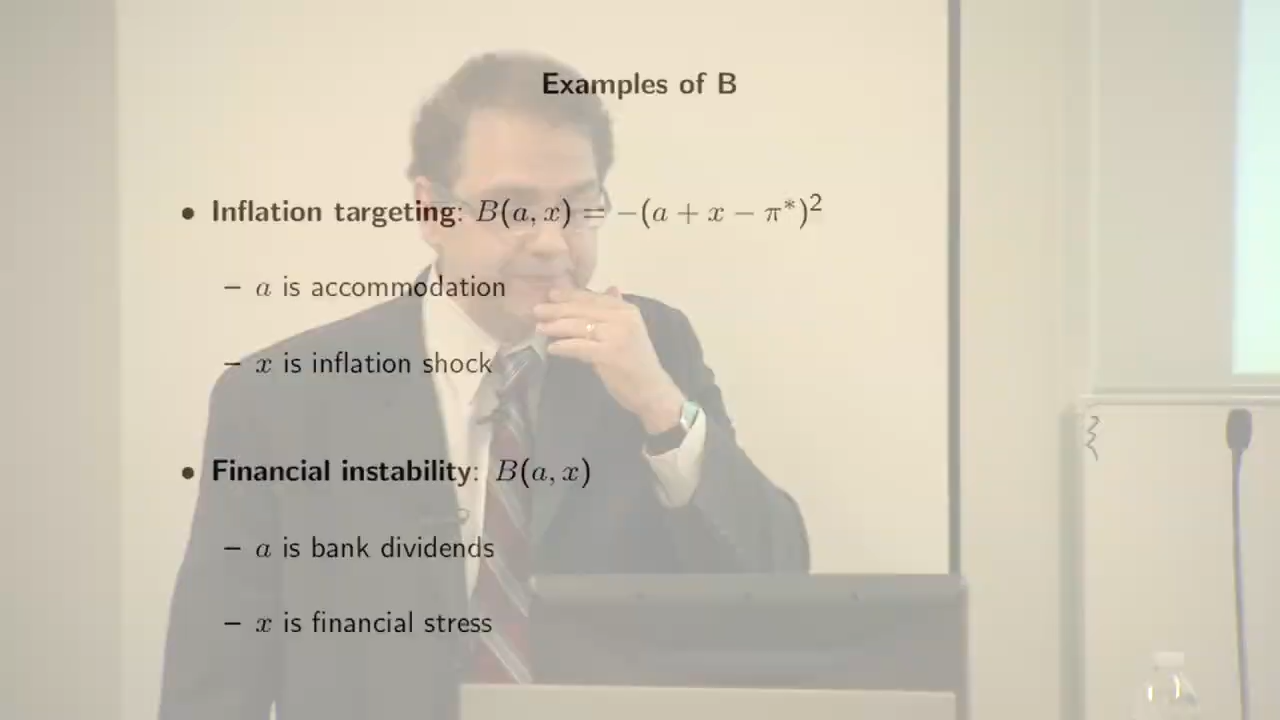 Examples of B
• Inflation targeting: B(a, x) = −(a + x − π*)²
– a is accommodation
– x is inflation shock
• Financial instability: B(a, x)
– a is bank dividends
– x is financial stress